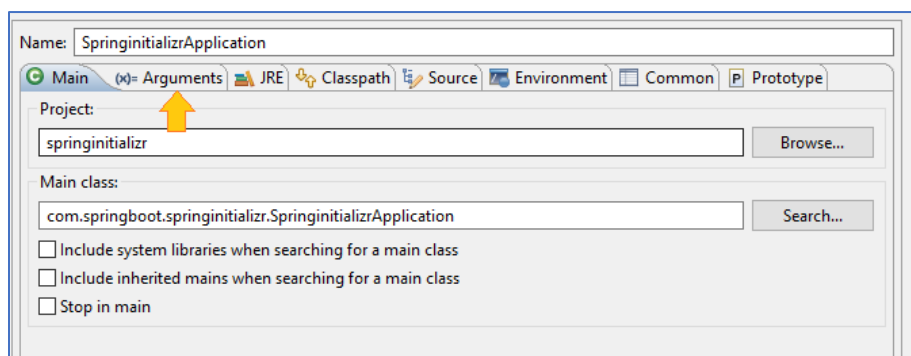 Name: SpringinitializrApplication
Main (x)= Arguments JRE Classpath Source Environment Common P Prototype
Project:
springinitializr Browse...
Main class:
com.springboot.springinitializr.SpringinitializrApplication Search...
Include system libraries when searching for a main class
Include inherited mains when searching for a main class
Stop in main